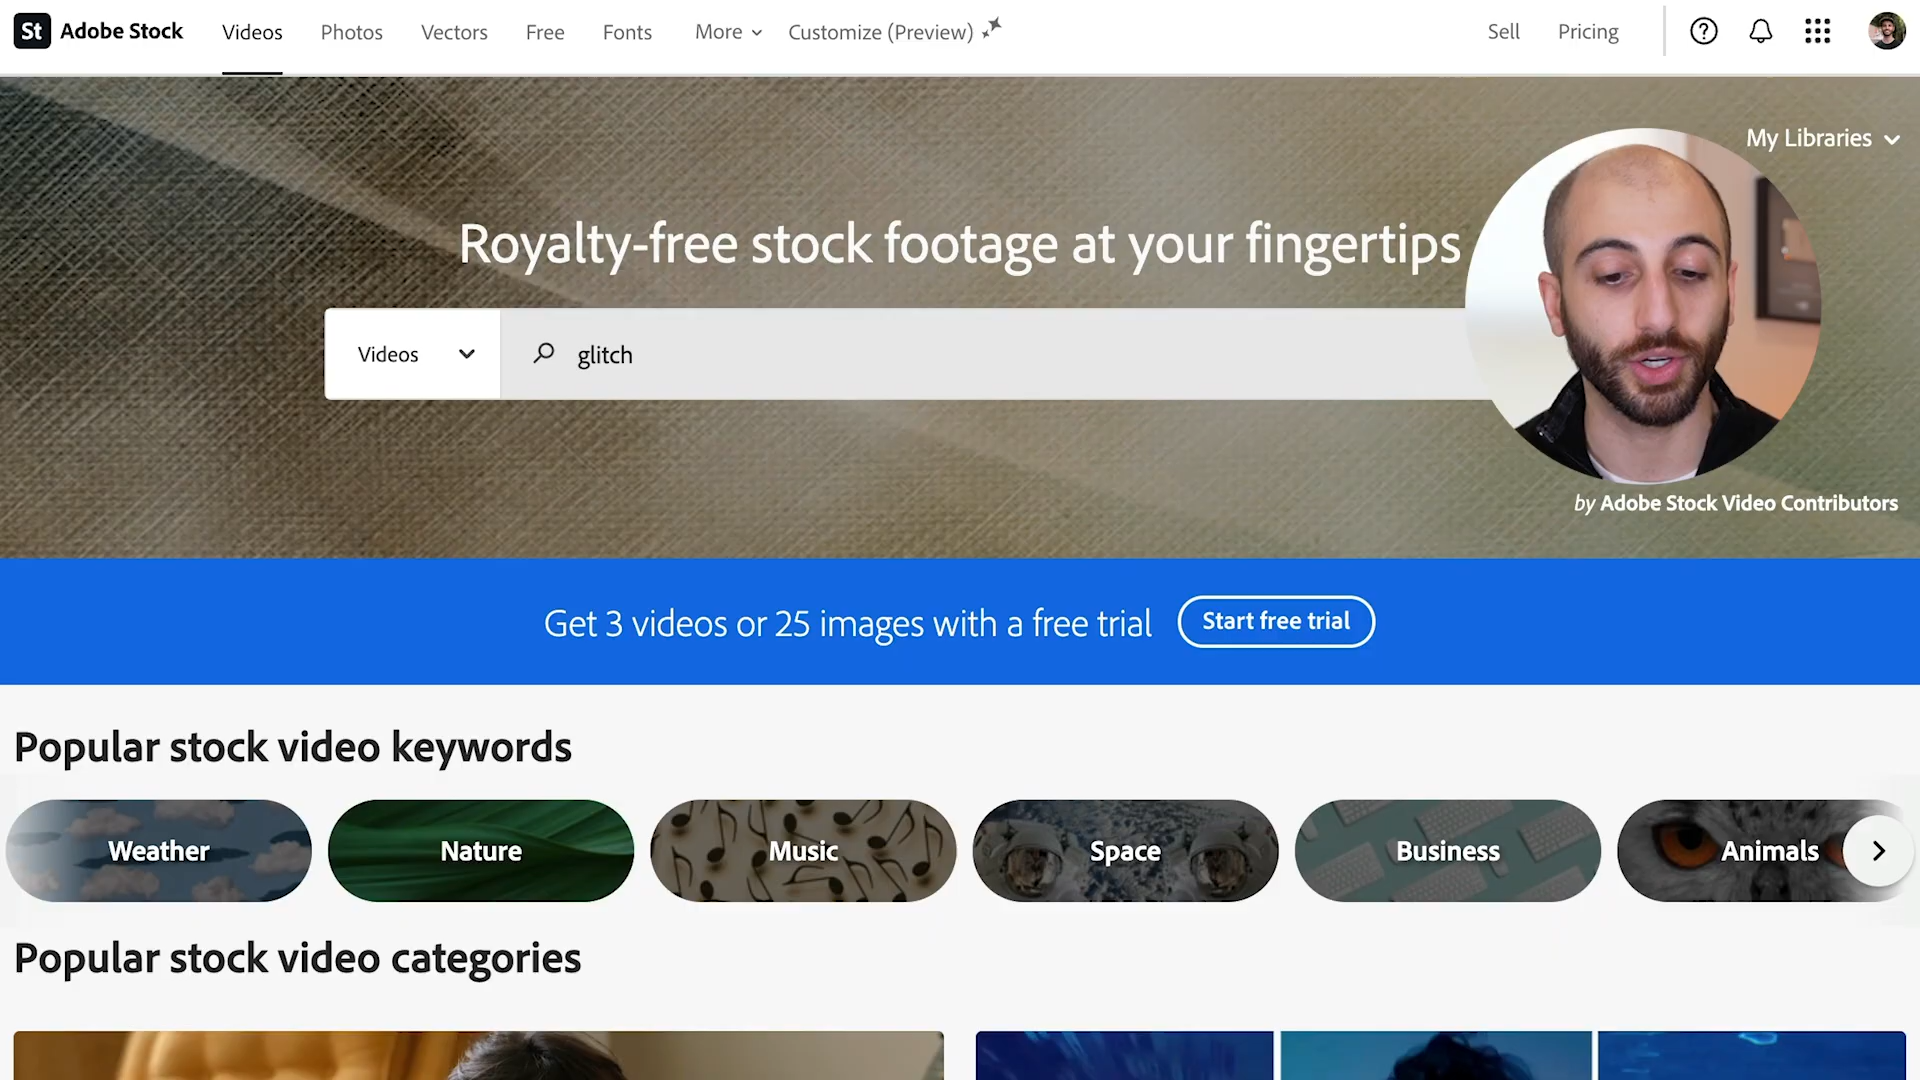 St Adobe Stock Videos Photos Vectors Free Fonts More Customize (Preview) Sell Pricing
My Libraries
Royalty-free stock footage at your fingertips
Videos glitch
by Adobe Stock Video Contributors
Get 3 videos or 25 images with a free trial Start free trial
Popular stock video keywords
Weather Nature Music Space Business Animals
Popular stock video categories